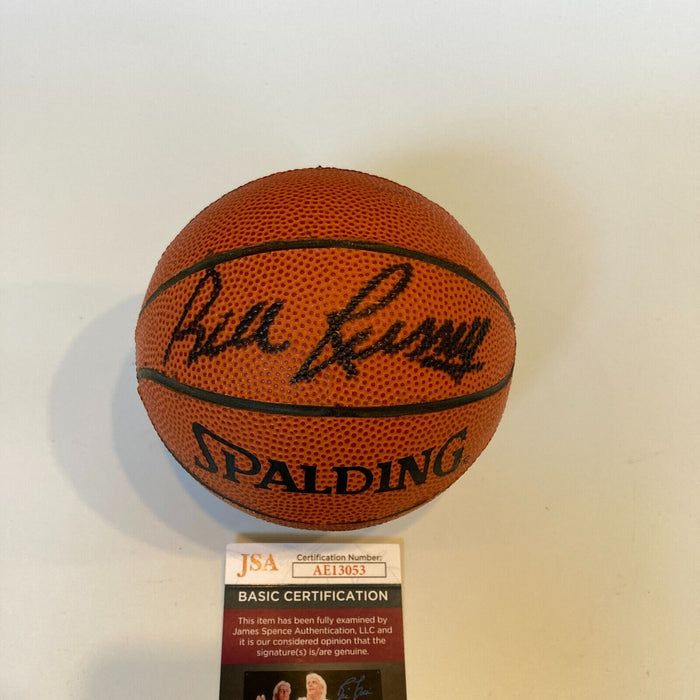 Bill Russell
SPALDING
JSA
Certification Number:
AE13053
BASIC CERTIFICATION
This item has been fully examined by
James Spence Authentication, LLC and
it is our considered opinion that the
signature(s) is/are genuine.